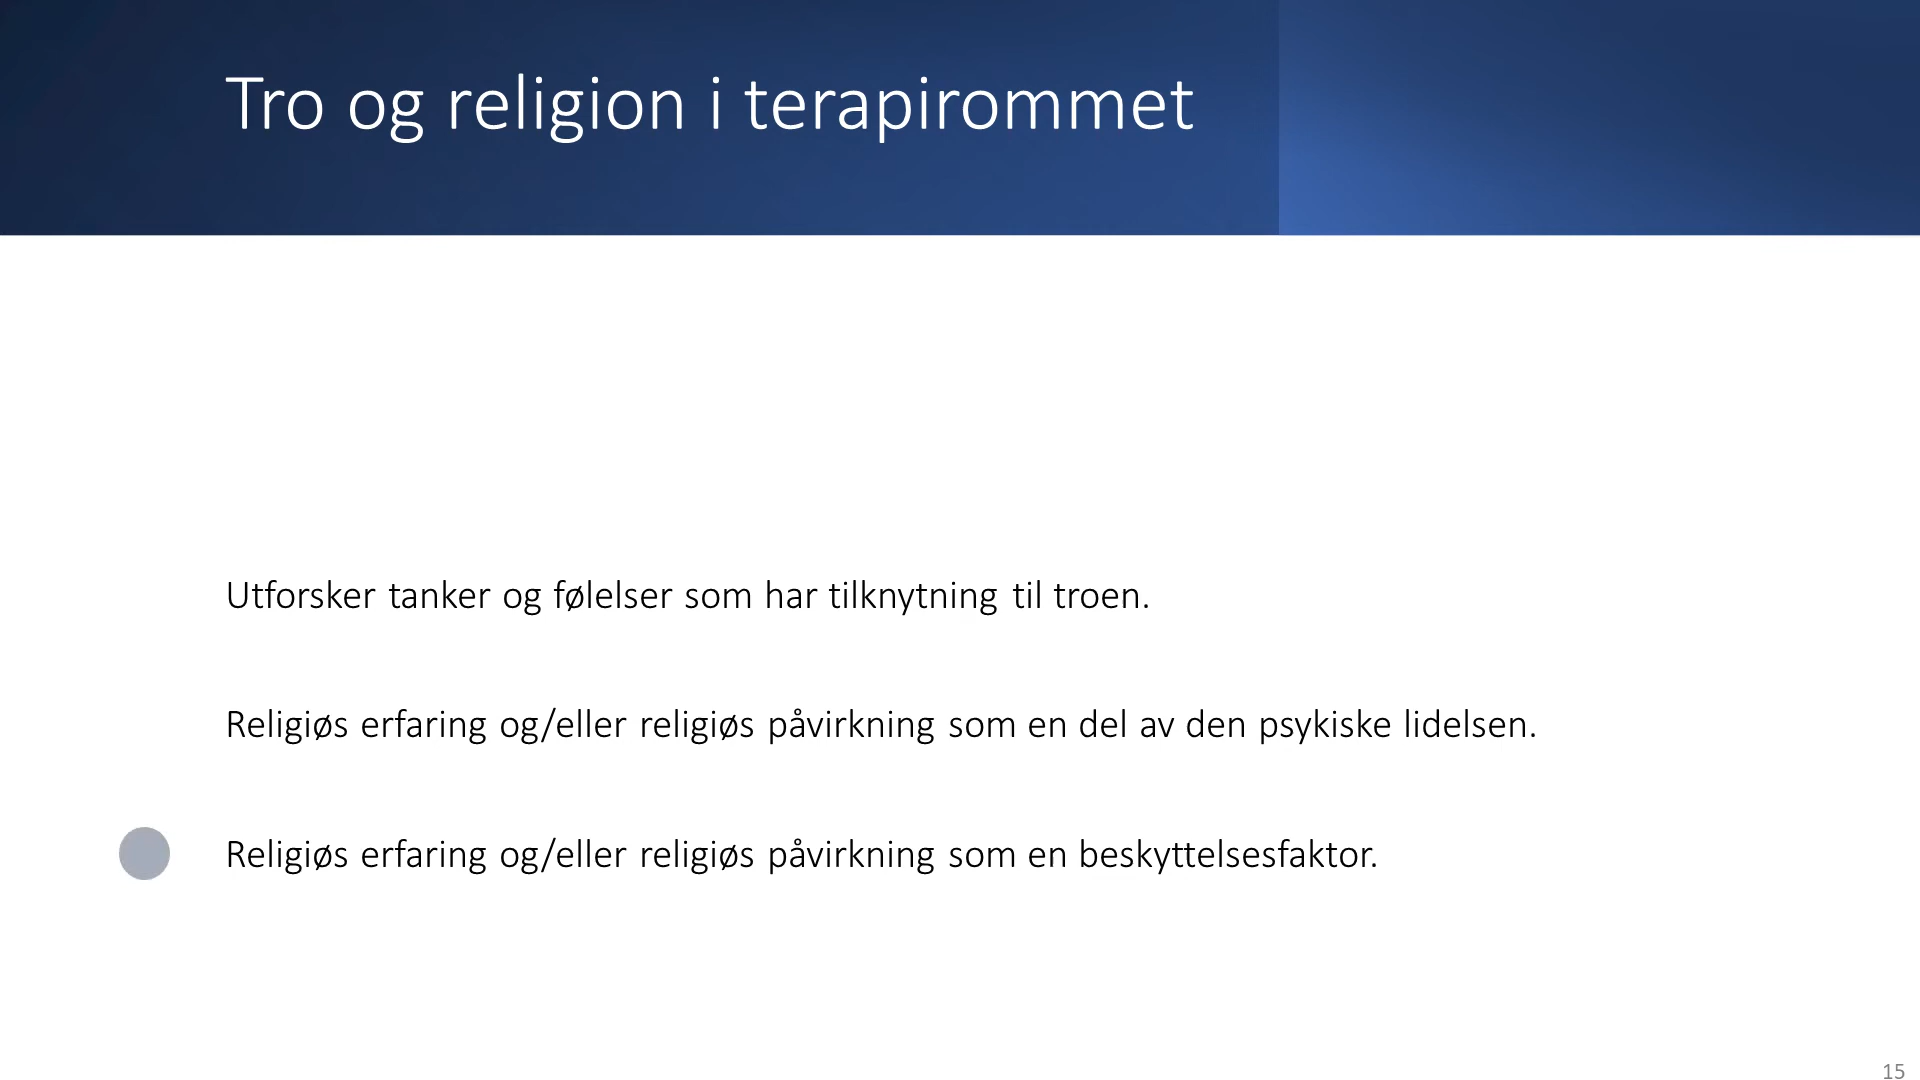 Tro og religion i terapirommet
Utforsker tanker og følelser som har tilknytning til troen.
Religiøs erfaring og/eller religiøs påvirkning som en del av den psykiske lidelsen.
Religiøs erfaring og/eller religiøs påvirkning som en beskyttelsesfaktor.
15